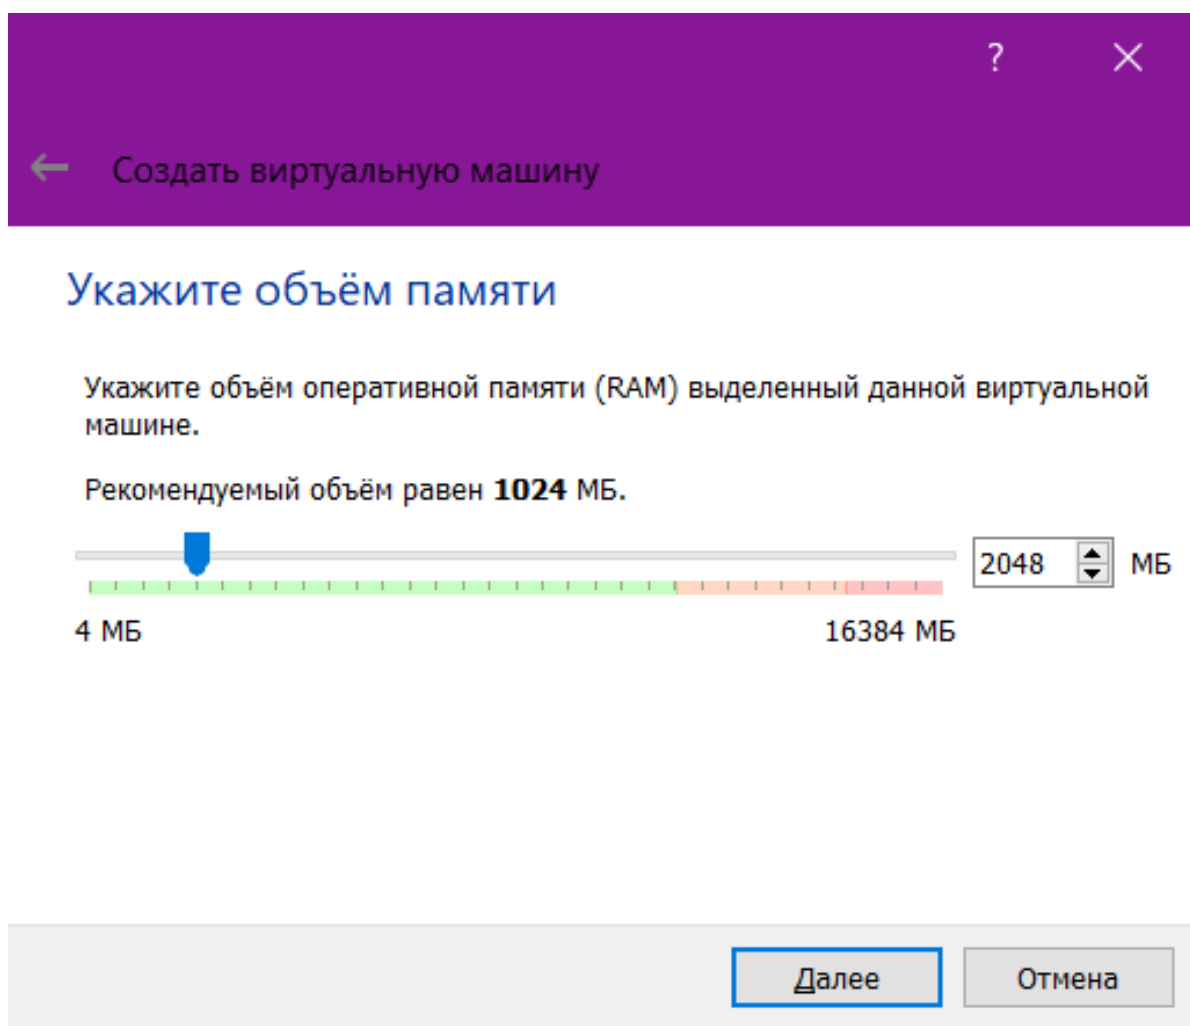 ?
Создать виртуальную машину
Укажите объём памяти
Укажите объём оперативной памяти (RAM) выделенный данной виртуальной
машине.
Рекомендуемый объём равен 1024 МБ.
2048 МБ
4 МБ 16384 МБ
Далее Отмена